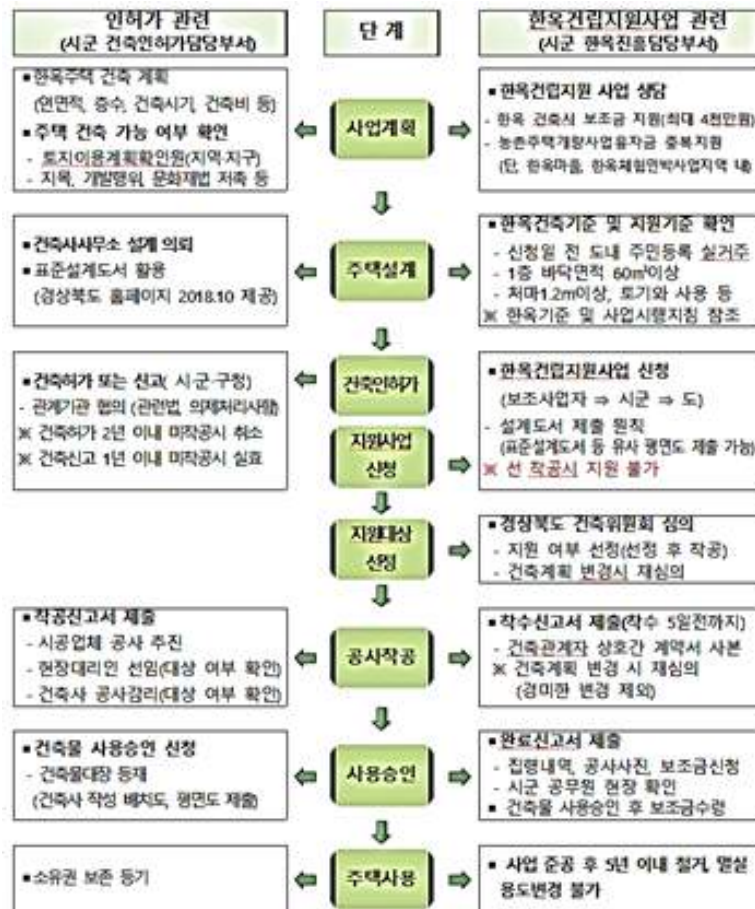 인허가 관련
(시군 건축인허가담당부서)
단 계
한옥건립지원사업 관련
(시군 한옥진흥담당부서)
▪한옥주택 건축 계획
(연면적, 층수, 건축시기, 건축비 등)
▪주택 건축 가능 여부 확인
- 토지이용계획확인원(지역·지구)
- 지목, 개발행위, 문화재법 저촉 등
사업계획
▪한옥건립지원 사업 상담
- 한옥 건축시 보조금 지원(최대 4천만원)
- 농촌주택개량사업융자금 중복지원
(단, 한옥마을, 한옥체험민박사업지역 내)
▪건축사사무소 설계 의뢰
▪표준설계도서 활용
(경상북도 홈페이지 2018.10 제공)
주택설계
▪한옥건축기준 및 지원기준 확인
- 신청일 전 도내 주민등록 실거주
- 1층 바닥면적 60㎡이상
- 처마1.2m이상, 토기와 사용 등
※ 한옥기준 및 사업시행지침 참조
▪건축허가 또는 신고( 시·군·구청)
- 관계기관 협의 (관련법, 의제처리사항)
※ 건축허가 2년 이내 미착공시 취소
※ 건축신고 1년 이내 미착공시 실효
건축인허가
지원사업
신청
▪한옥건립지원사업 신청
(보조사업자 ⇒ 시군 ⇒ 도)
- 설계도서 제출 원칙
(표준설계도서 등 유사 평면도 제출 가능)
※ 선 착공시 지원 불가
지원대상
선정
▪경상북도 건축위원회 심의
- 지원 여부 선정(선정 후 착공)
- 건축계획 변경시 재심의
▪착공신고서 제출
- 시공업체 공사 추진
- 현장대리인 선임(대상 여부 확인)
- 건축사 공사감리(대상 여부 확인)
공사착공
▪착수신고서 제출(착수 5일전까지)
- 건축관계자 상호간 계약서 사본
※ 건축계획 변경 시 재심의
(경미한 변경 제외)
▪건축물 사용승인 신청
- 건축물대장 등재
(건축사 작성 배치도, 평면도 제출)
사용승인
▪완료신고서 제출
- 집행내역, 공사사진, 보조금신청
- 시군 공무원 현장 확인
▪ 건축물 사용승인 후 보조금수령
▪소유권 보존 등기
주택사용
▪ 사업 준공 후 5년 이내 철거, 멸실
용도변경 불가